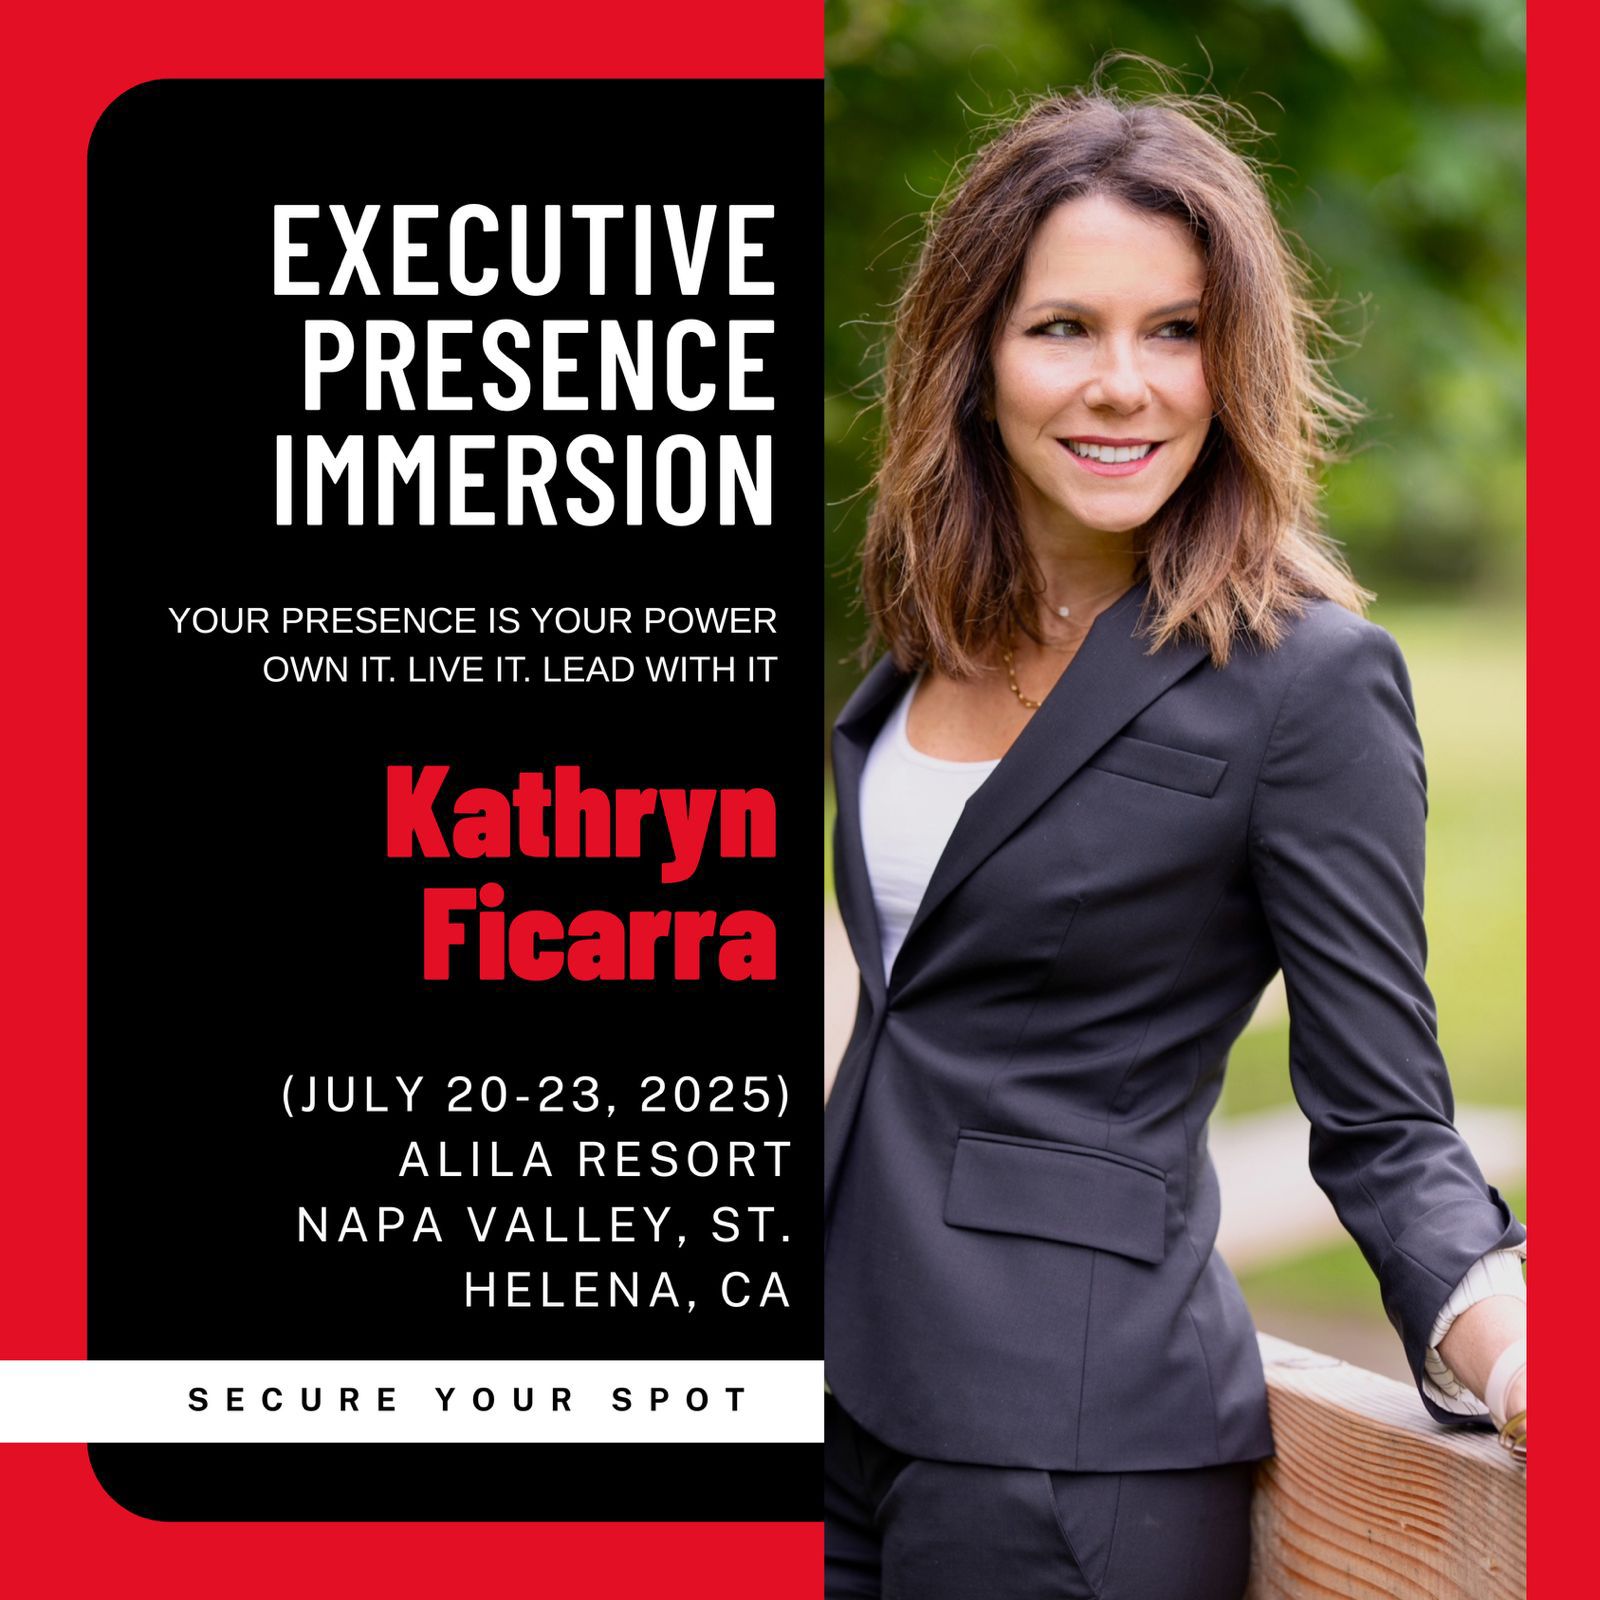 EXECUTIVE
PRESENCE
IMMERSION
YOUR PRESENCE IS YOUR POWER
OWN IT. LIVE IT. LEAD WITH IT
Kathryn
Ficarra
(JULY 20-23, 2025)
ALILA RESORT
NAPA VALLEY, ST.
HELENA, CA
SECURE YOUR SPOT